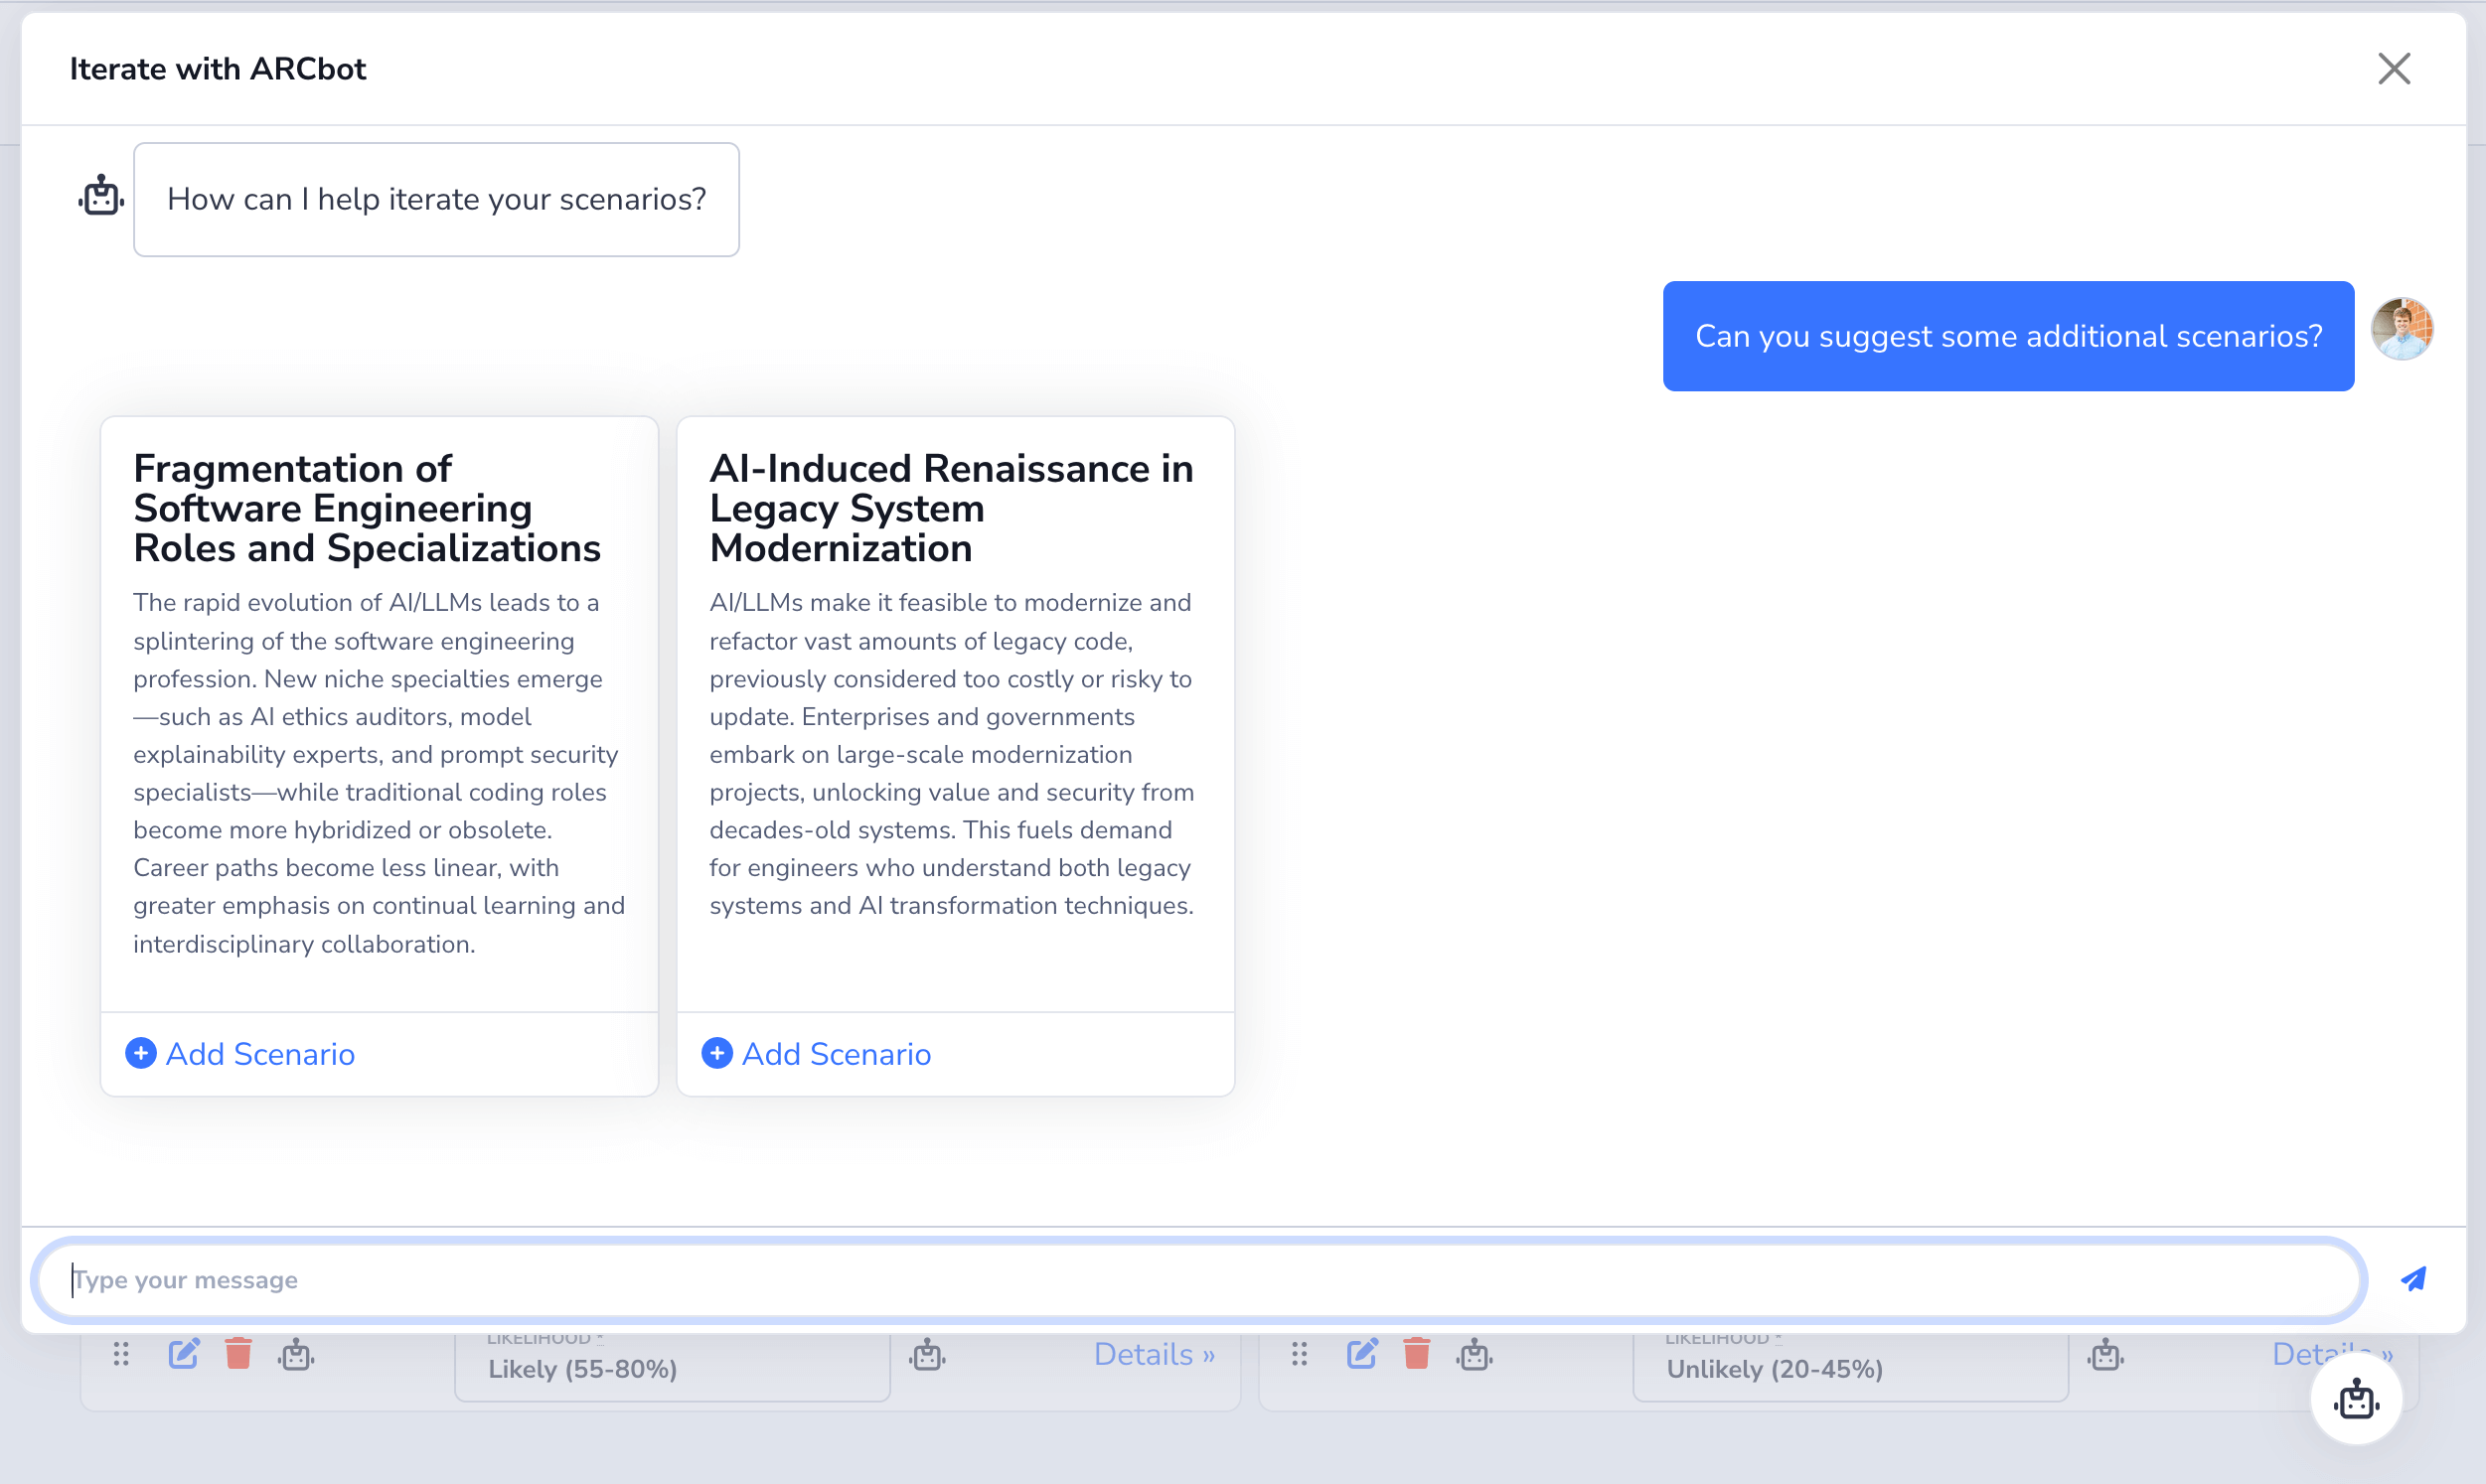 Iterate with ARCbot
How can I help iterate your scenarios?
Can you suggest some additional scenarios?
Fragmentation of
Software Engineering
Roles and Specializations
The rapid evolution of AI/LLMs leads to a
splintering of the software engineering
profession. New niche specialties emerge
—such as AI ethics auditors, model
explainability experts, and prompt security
specialists—while traditional coding roles
become more hybridized or obsolete.
Career paths become less linear, with
greater emphasis on continual learning and
interdisciplinary collaboration.
Add Scenario
AI-Induced Renaissance in
Legacy System
Modernization
AI/LLMs make it feasible to modernize and
refactor vast amounts of legacy code,
previously considered too costly or risky to
update. Enterprises and governments
embark on large-scale modernization
projects, unlocking value and security from
decades-old systems. This fuels demand
for engineers who understand both legacy
systems and AI transformation techniques.
Add Scenario
Type your message
LIKELIHOOD *
Likely (55-80%)
Details »
LIKELIHOOD *
Unlikely (20-45%)
Details »